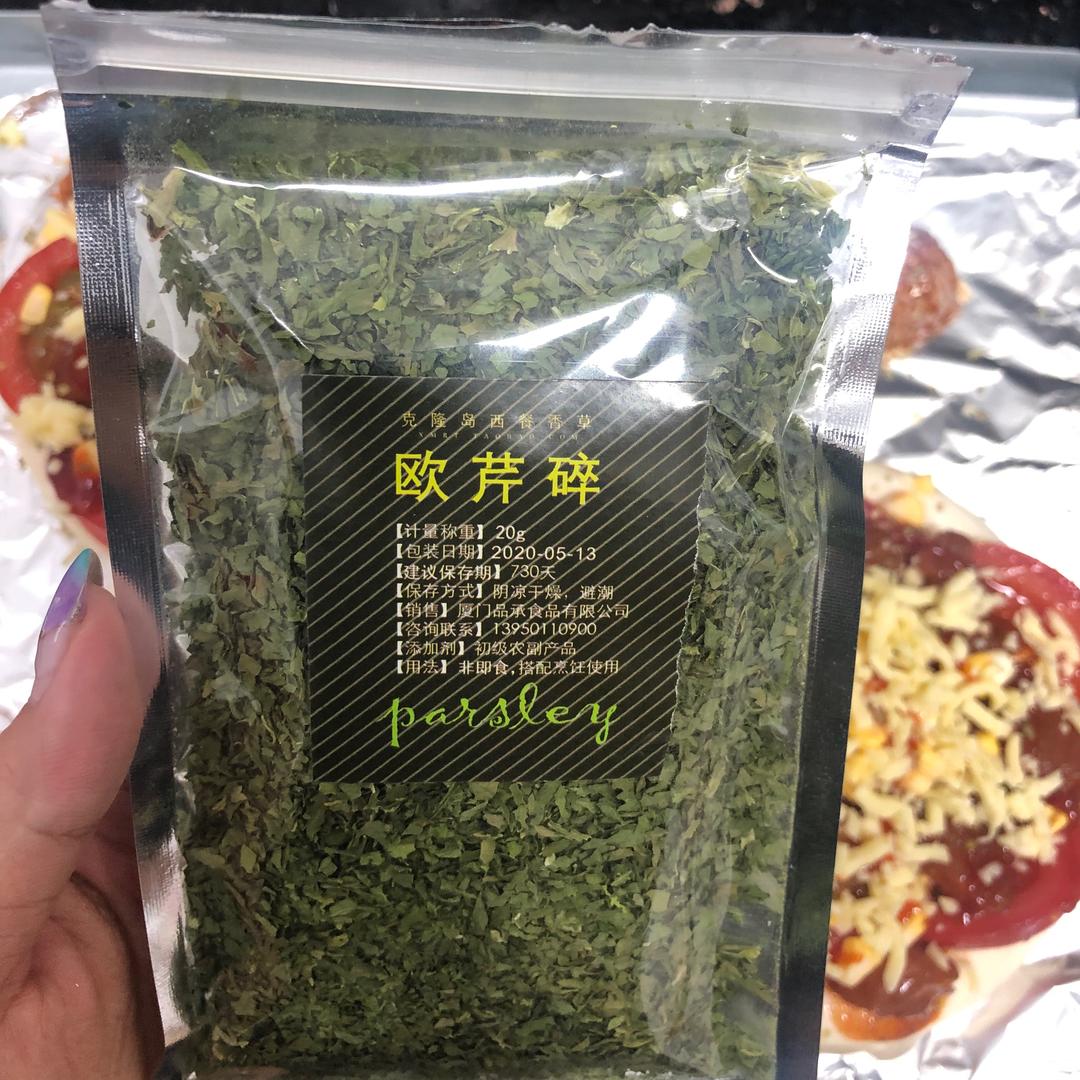 克隆岛西餐香草
XMRT.TAOBAO.COM
欧芹碎
【计量称重】20g
【包装日期】2020-05-13
【建议保存期】730天
【保存方式】阴凉干燥，避潮
【销售】厦门品承食品有限公司
【咨询联系】13950110900
【添加剂】初级农副产品
【用法】非即食，搭配烹饪使用
parsley